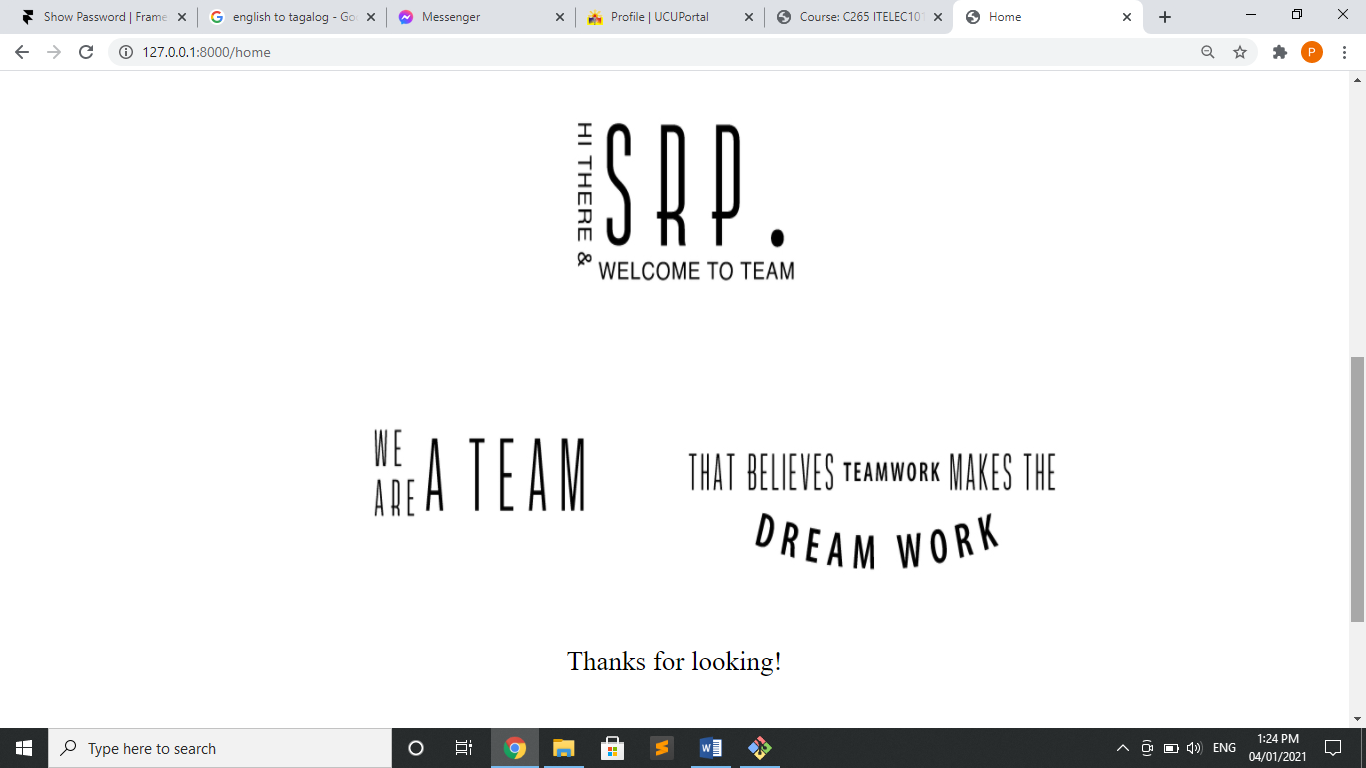 Show Password | Frame
english to tagalog - Go
Messenger
Profile | UCUPortal
Course: C265 ITELEC101
Home
127.0.0.1:8000/home
P
HI THERE &
SRP.
WELCOME TO TEAM
WE
ARE
A TEAM
THAT BELIEVES TEAMWORK MAKES THE
DREAM WORK
Thanks for looking!
Type here to search
ENG
1:24 PM
04/01/2021